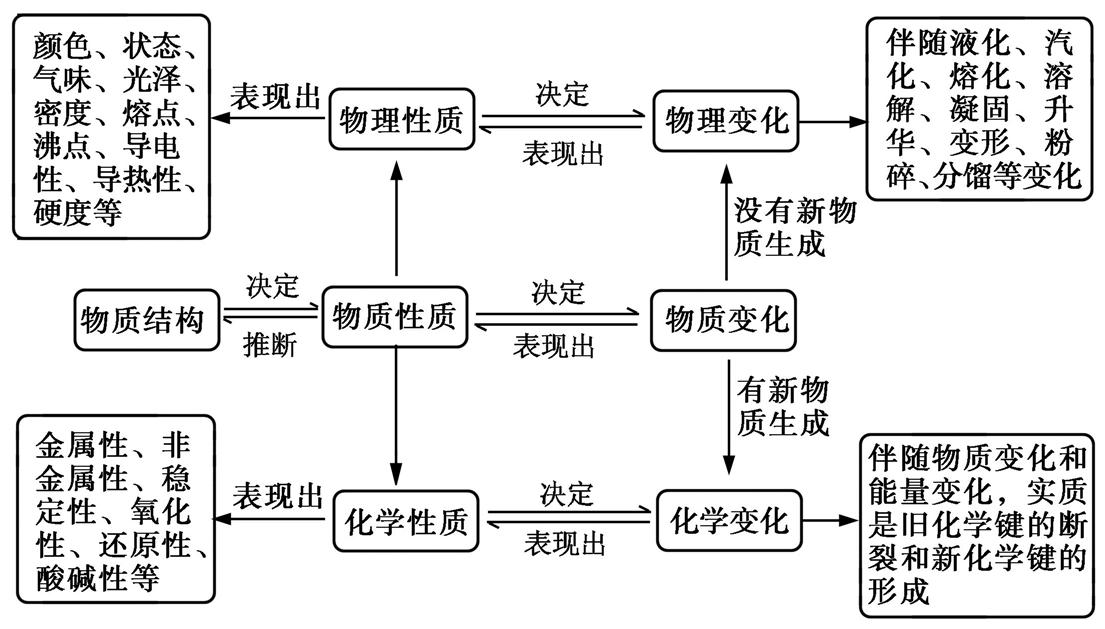 颜色、状态、
气味、光泽、
密度、熔点、
沸点、导电
性、导热性、
硬度等
表现出
物理性质
决定
表现出
物理变化
伴随液化、汽
化、熔化、溶
解、凝固、升
华、变形、粉
碎、分馏等变化
没有新物
质生成
物质结构
决定
推断
物质性质
决定
表现出
物质变化
有新物
质生成
金属性、非
金属性、稳
定性、氧化
性、还原性、
酸碱性等
表现出
化学性质
决定
表现出
化学变化
伴随物质变化和
能量变化，实质
是旧化学键的断
裂和新化学键的
形成